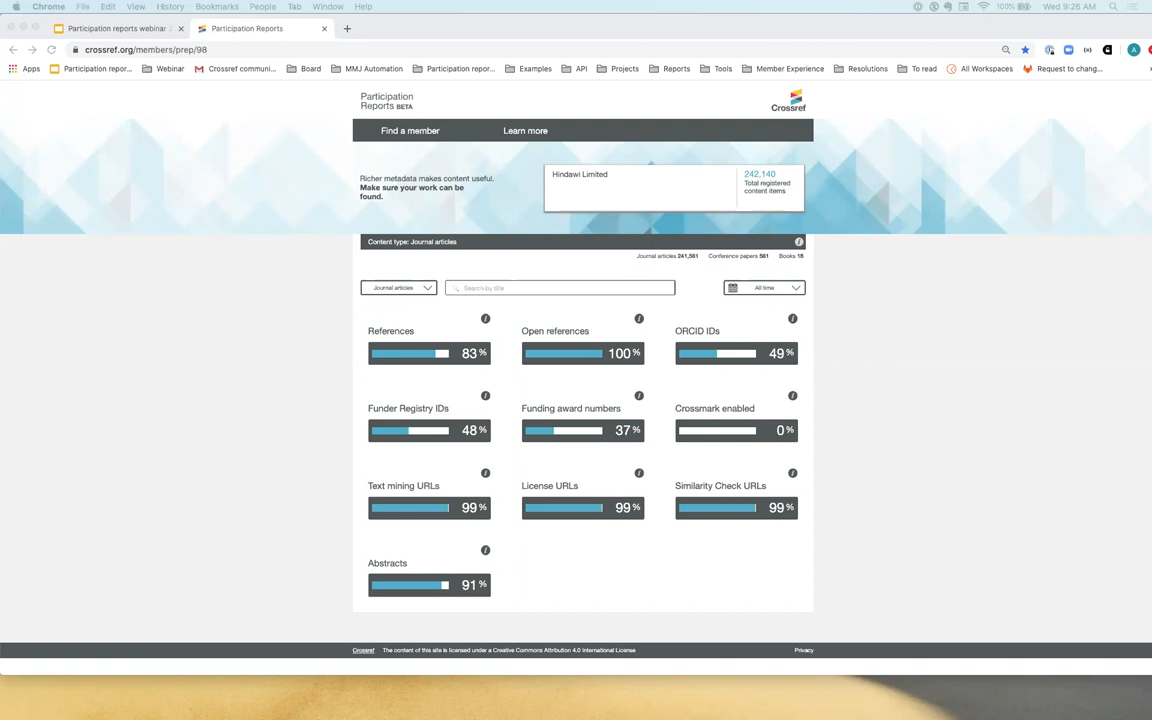 Chrome File Edit View History Bookmarks People Tab Window Help 100% Wed 9:26 AM
Participation reports webinar Participation Reports
crossref.org/members/prep/98
Apps Participation repor... Webinar Crossref communi... Board MMJ Automation Participation repor... Examples API Projects Reports Tools Member Experience Resolutions To read All Workspaces Request to chang...
Participation
Reports BETA
Crossref
Find a member Learn more
Richer metadata makes content useful.
Make sure your work can be
found.
Hindawi Limited
242,140
Total registered
content items
Content type: Journal articles
Journal articles 241,561 Conference papers 561 Books 18
Journal articles Search by title All time
References Open references ORCID IDs
83% 100% 49%
Funder Registry IDs Funding award numbers Crossmark enabled
48% 37% 0%
Text mining URLs License URLs Similarity Check URLs
99% 99% 99%
Abstracts
91%
Crossref The content of this site is licensed under a Creative Commons Attribution 4.0 International License Privacy